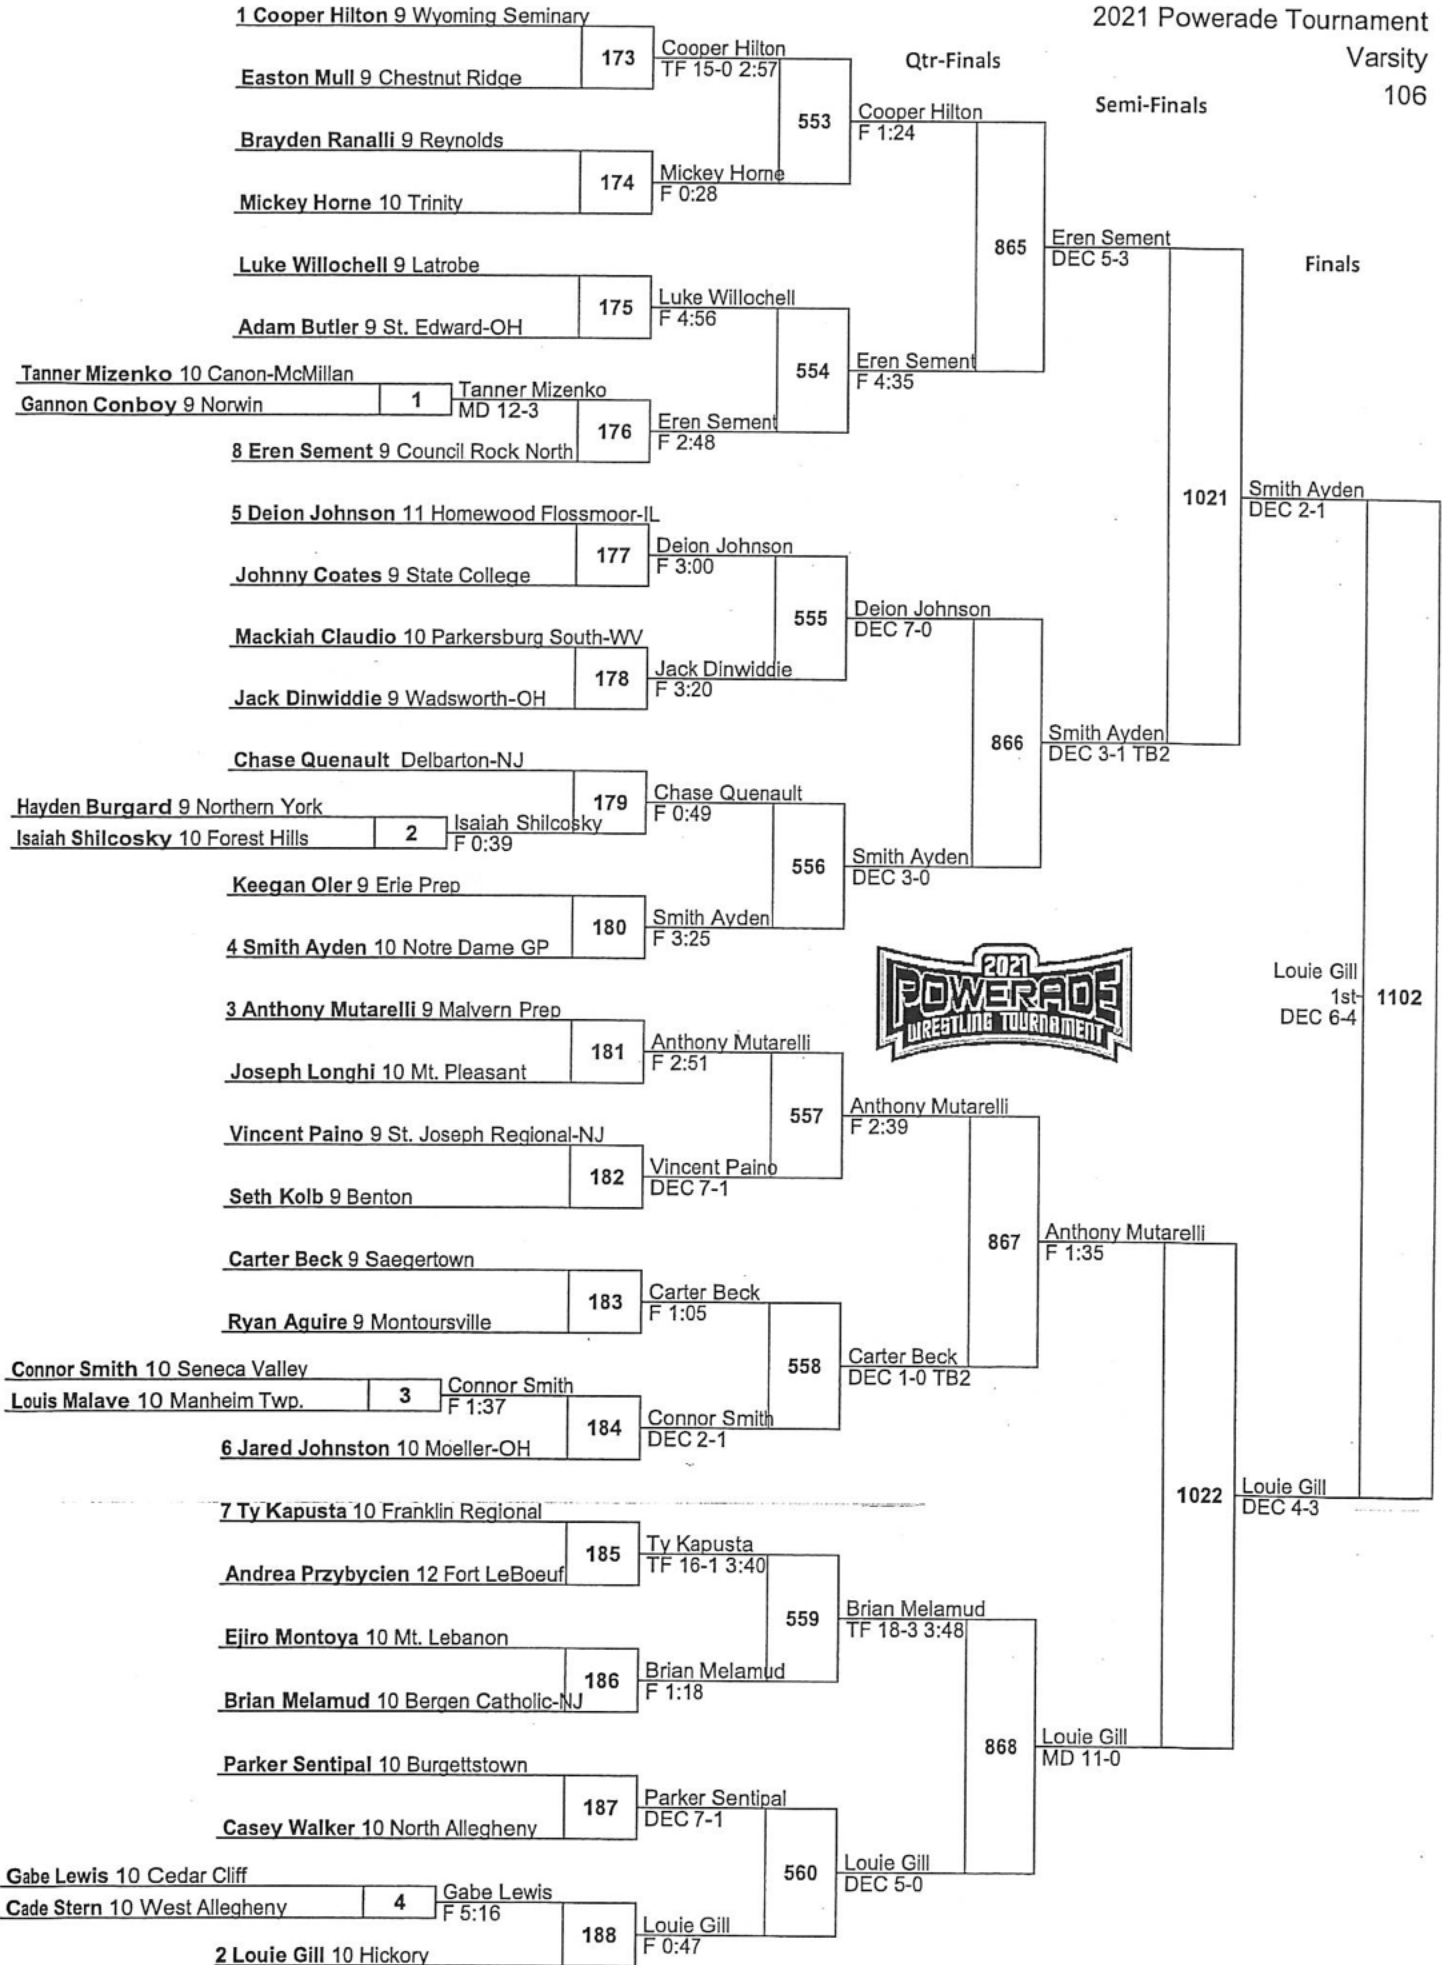 2021 Powerade Tournament
Varsity
106
Qtr-Finals
Semi-Finals
Finals
1 Cooper Hilton 9 Wyoming Seminary
173
Cooper Hilton
TF 15-0 2:57
Easton Mull 9 Chestnut Ridge
553
Cooper Hilton
F 1:24
Brayden Ranalli 9 Reynolds
174
Mickey Horne
F 0:28
Mickey Horne 10 Trinity
865
Eren Sement
DEC 5-3
Luke Willochell 9 Latrobe
175
Luke Willochell
F 4:56
Adam Butler 9 St. Edward-OH
554
Eren Sement
F 4:35
Tanner Mizenko 10 Canon-McMillan
Gannon Conboy 9 Norwin
1
Tanner Mizenko
MD 12-3
176
Eren Sement
F 2:48
8 Eren Sement 9 Council Rock North
1021
Smith Ayden
DEC 2-1
5 Deion Johnson 11 Homewood Flossmoor-IL
177
Deion Johnson
F 3:00
Johnny Coates 9 State College
555
Deion Johnson
DEC 7-0
Mackiah Claudio 10 Parkersburg South-WV
178
Jack Dinwiddie
F 3:20
Jack Dinwiddie 9 Wadsworth-OH
866
Smith Ayden
DEC 3-1 TB2
Chase Quenault Delbarton-NJ
179
Chase Quenault
F 0:49
Hayden Burgard 9 Northern York
Isaiah Shilcosky 10 Forest Hills
2
Isaiah Shilcosky
F 0:39
556
Smith Ayden
DEC 3-0
Keegan Oler 9 Erie Prep
180
Smith Ayden
F 3:25
4 Smith Ayden 10 Notre Dame GP
2021
POWERADE
WRESTLING TOURNAMENT
Louie Gill
1st
DEC 6-4
1102
3 Anthony Mutarelli 9 Malvern Prep
181
Anthony Mutarelli
F 2:51
Joseph Longhi 10 Mt. Pleasant
557
Anthony Mutarelli
F 2:39
Vincent Paino 9 St. Joseph Regional-NJ
182
Vincent Paino
DEC 7-1
Seth Kolb 9 Benton
867
Anthony Mutarelli
F 1:35
Carter Beck 9 Saegertown
183
Carter Beck
F 1:05
Ryan Aguire 9 Montoursville
558
Carter Beck
DEC 1-0 TB2
Connor Smith 10 Seneca Valley
Louis Malave 10 Manheim Twp.
3
Connor Smith
F 1:37
184
Connor Smith
DEC 2-1
6 Jared Johnston 10 Moeller-OH
1022
Louie Gill
DEC 4-3
7 Ty Kapusta 10 Franklin Regional
185
Ty Kapusta
TF 16-1 3:40
Andrea Przybycien 12 Fort LeBoeuf
559
Brian Melamud
TF 18-3 3:48
Ejiro Montoya 10 Mt. Lebanon
186
Brian Melamud
F 1:18
Brian Melamud 10 Bergen Catholic-NJ
868
Louie Gill
MD 11-0
Parker Sentipal 10 Burgettstown
187
Parker Sentipal
DEC 7-1
Casey Walker 10 North Allegheny
560
Louie Gill
DEC 5-0
Gabe Lewis 10 Cedar Cliff
Cade Stern 10 West Allegheny
4
Gabe Lewis
F 5:16
188
Louie Gill
F 0:47
2 Louie Gill 10 Hickory